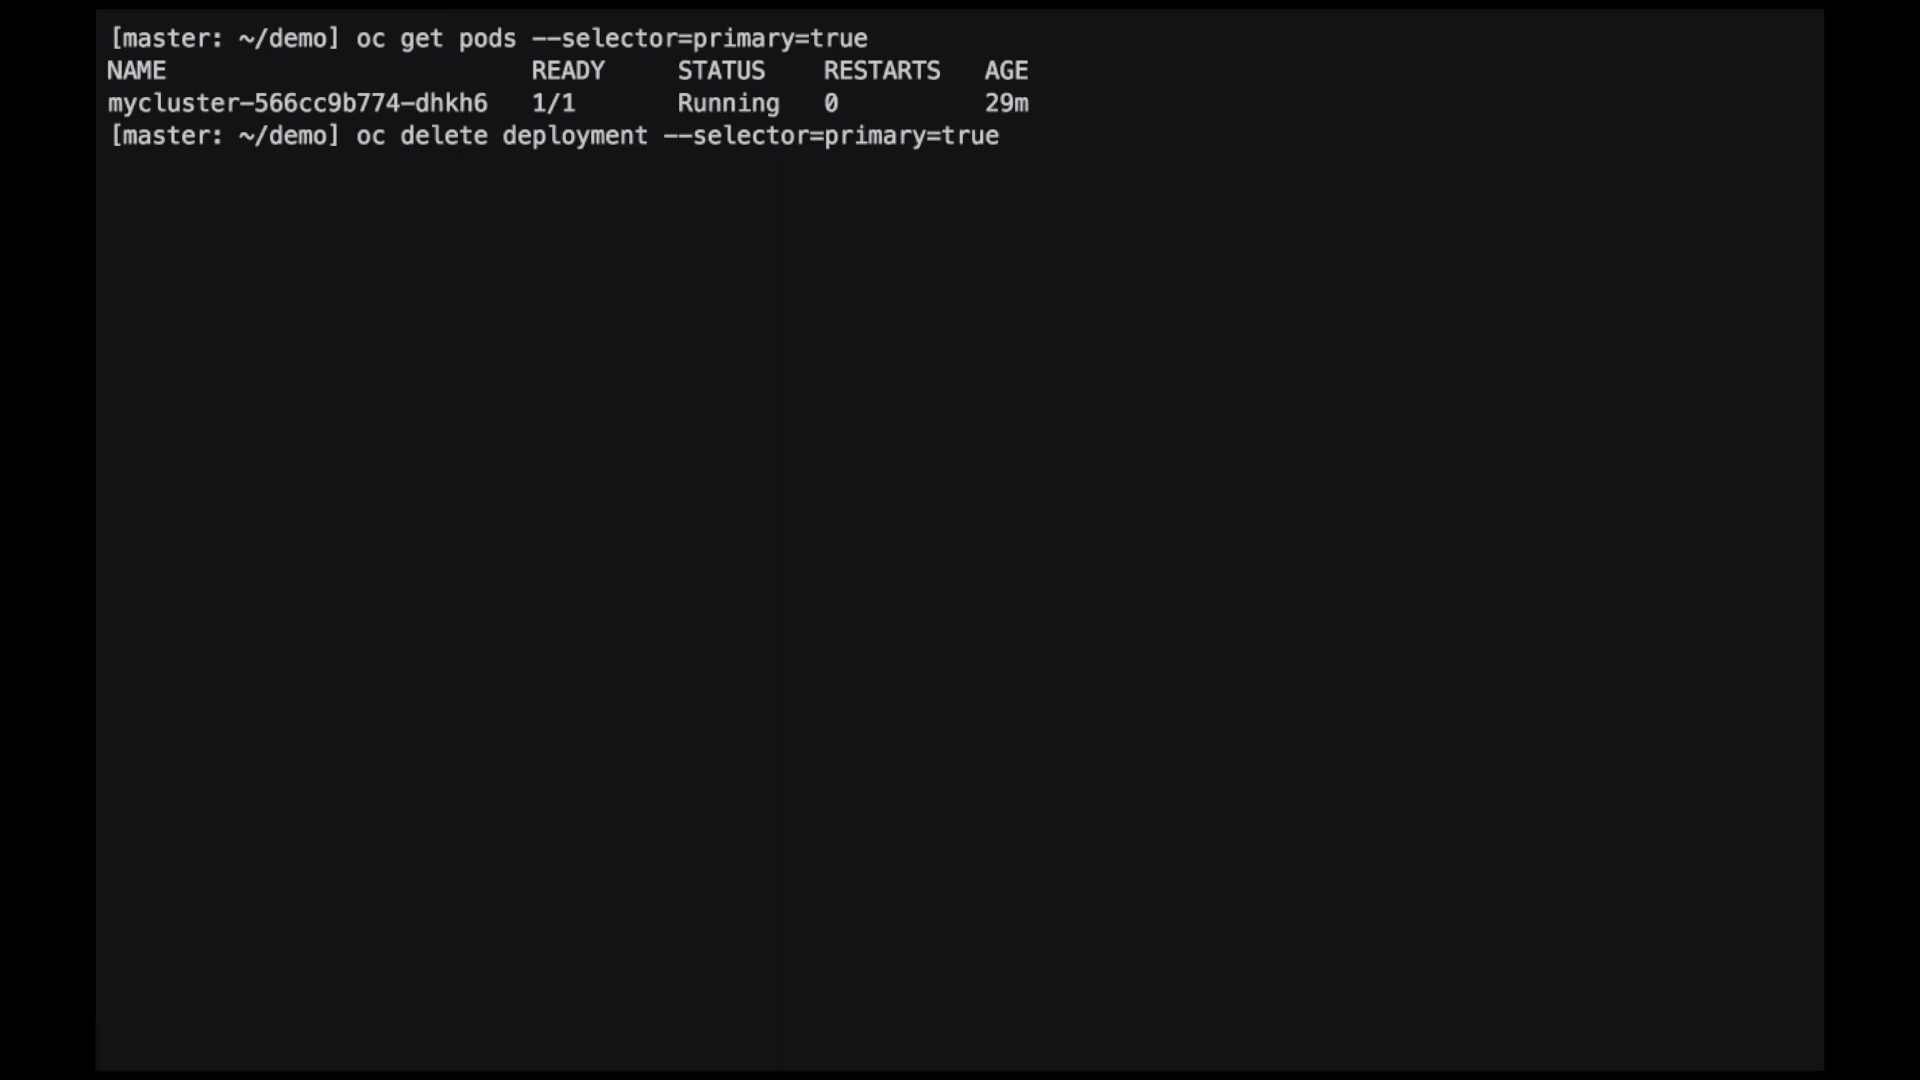 [master: ~/demo] oc get pods --selector=primary=true
NAME                         READY     STATUS    RESTARTS   AGE
mycluster-566cc9b774-dhkh6   1/1       Running   0          29m
[master: ~/demo] oc delete deployment --selector=primary=true